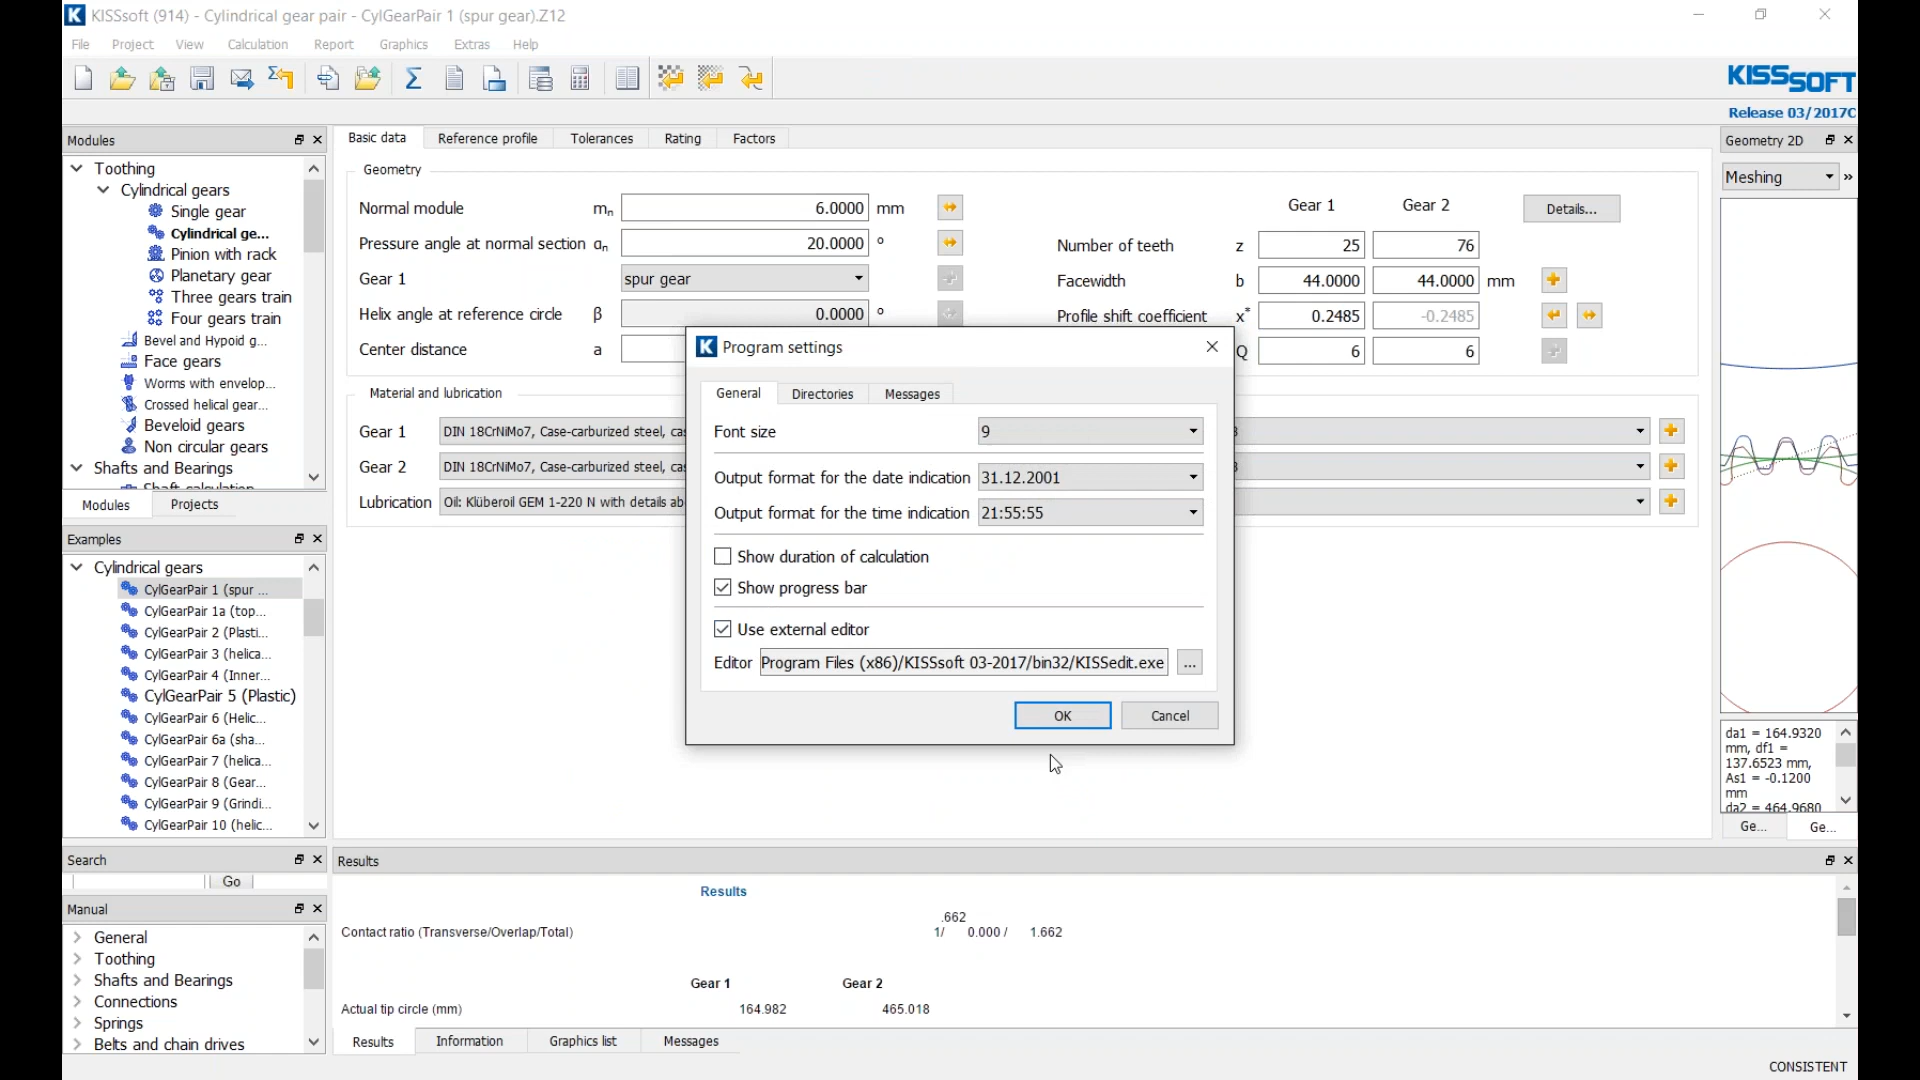 KISSsoft (914) - Cylindrical gear pair - CylGearPair 1 (spur gear).Z12
File Project View Calculation Report Graphics Extras Help
KISSsoft
Release 03/2017C
Modules
Toothing
Cylindrical gears
Single gear
Cylindrical ge...
Pinion with rack
Planetary gear
Three gears train
Four gears train
Bevel and Hypoid g...
Face gears
Worms with envelop...
Crossed helical gear...
Beveloid gears
Non circular gears
Shafts and Bearings
Shaft calculation
Modules Projects
Examples
Cylindrical gears
CylGearPair 1 (spur ...
CylGearPair 1a (top...
CylGearPair 2 (Plasti...
CylGearPair 3 (helica...
CylGearPair 4 (Inner...
CylGearPair 5 (Plastic)
CylGearPair 6 (Helic...
CylGearPair 6a (sha...
CylGearPair 7 (helica...
CylGearPair 8 (Gear...
CylGearPair 9 (Grindi...
CylGearPair 10 (helic...
Search
Go
Manual
General
Toothing
Shafts and Bearings
Connections
Springs
Belts and chain drives
Basic data Reference profile Tolerances Rating Factors
Geometry
Normal module mn 6.0000 mm
Pressure angle at normal section αn 20.0000 °
Gear 1 spur gear
Helix angle at reference circle β 0.0000 °
Center distance a
Gear 1 Gear 2 Details...
Number of teeth z 25 76
Facewidth b 44.0000 44.0000 mm
Profile shift coefficient x* 0.2485 -0.2485
Q 6 6
Material and lubrication
Gear 1 DIN 18CrNiMo7, Case-carburized steel, cas
Gear 2 DIN 18CrNiMo7, Case-carburized steel, cas
Lubrication Oil: Klüberoil GEM 1-220 N with details ab
Program settings
General Directories Messages
Font size 9
Output format for the date indication 31.12.2001
Output format for the time indication 21:55:55
Show duration of calculation
Show progress bar
Use external editor
Editor Program Files (x86)/KISSsoft 03-2017/bin32/KISSedit.exe ...
OK Cancel
Geometry 2D
Meshing »
da1 = 164.9320
mm, df1 =
137.6523 mm,
As1 = -0.1200
mm
da2 = 464.9680
Ge... Ge...
Results
Results
.662
Contact ratio (Transverse/Overlap/Total) 1/ 0.000 / 1.662
Gear 1 Gear 2
Actual tip circle (mm) 164.982 465.018
Results Information Graphics list Messages
CONSISTENT